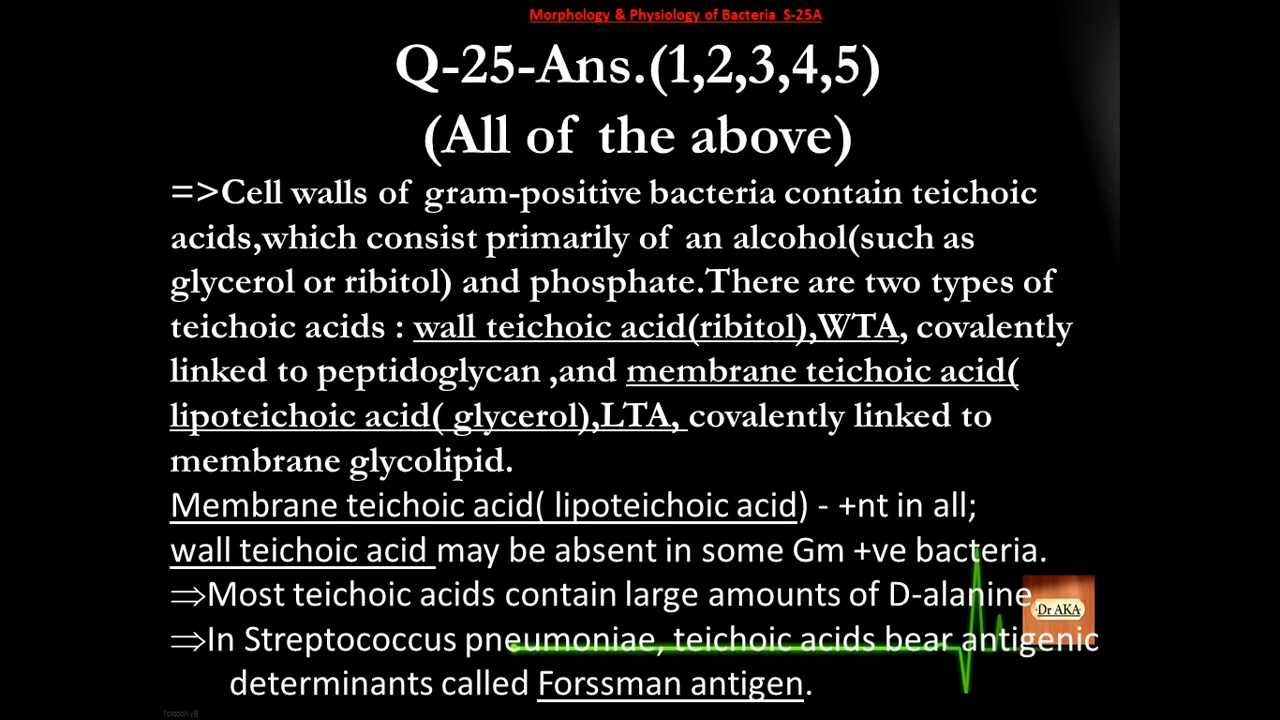 Morphology & Physiology of Bacteria S-25A
Q-25-Ans.(1,2,3,4,5)
(All of the above)
=>Cell walls of gram-positive bacteria contain teichoic
acids,which consist primarily of an alcohol(such as
glycerol or ribitol) and phosphate.There are two types of
teichoic acids : wall teichoic acid(ribitol),WTA, covalently
linked to peptidoglycan ,and membrane teichoic acid(
lipoteichoic acid( glycerol),LTA, covalently linked to
membrane glycolipid.
Membrane teichoic acid( lipoteichoic acid) - +nt in all;
wall teichoic acid may be absent in some Gm +ve bacteria.
⇒Most teichoic acids contain large amounts of D-alanine
Dr AKA
⇒In Streptococcus pneumoniae, teichoic acids bear antigenic
determinants called Forssman antigen.